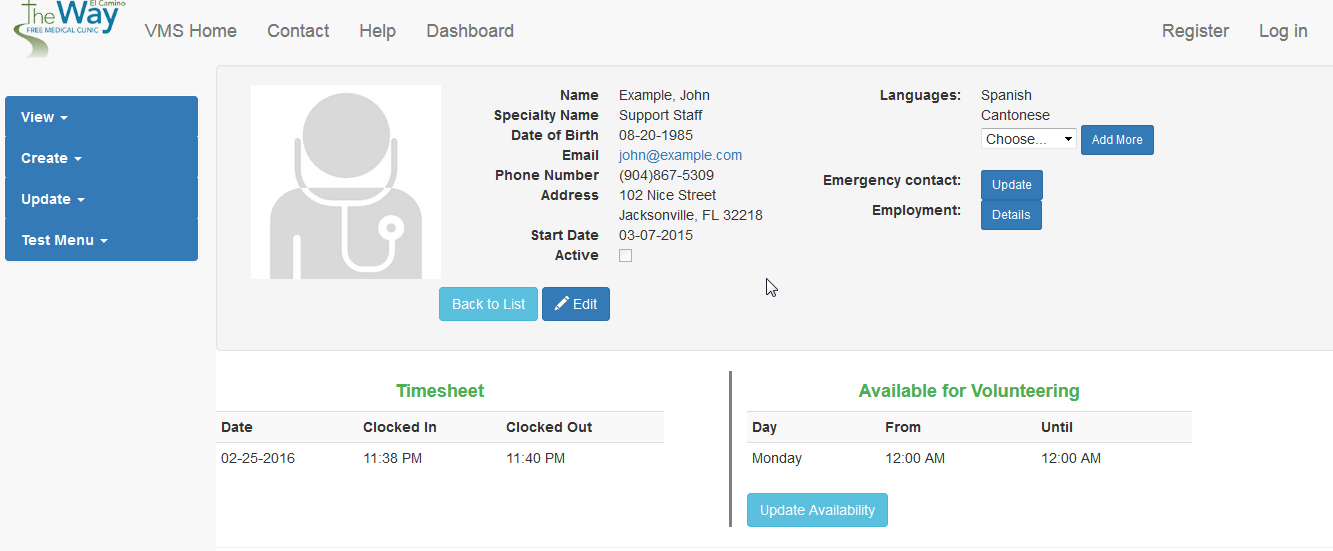 El Camino
The Way
FREE MEDICAL CLINIC
VMS Home Contact Help Dashboard Register Log in
View
Create
Update
Test Menu
Name Example, John
Specialty Name Support Staff
Date of Birth 08-20-1985
Email john@example.com
Phone Number (904)867-5309
Address 102 Nice Street
Jacksonville, FL 32218
Start Date 03-07-2015
Active
Languages: Spanish
Cantonese
Choose... Add More
Emergency contact: Update
Employment: Details
Back to List Edit
Timesheet
Date Clocked In Clocked Out
02-25-2016 11:38 PM 11:40 PM
Available for Volunteering
Day From Until
Monday 12:00 AM 12:00 AM
Update Availability